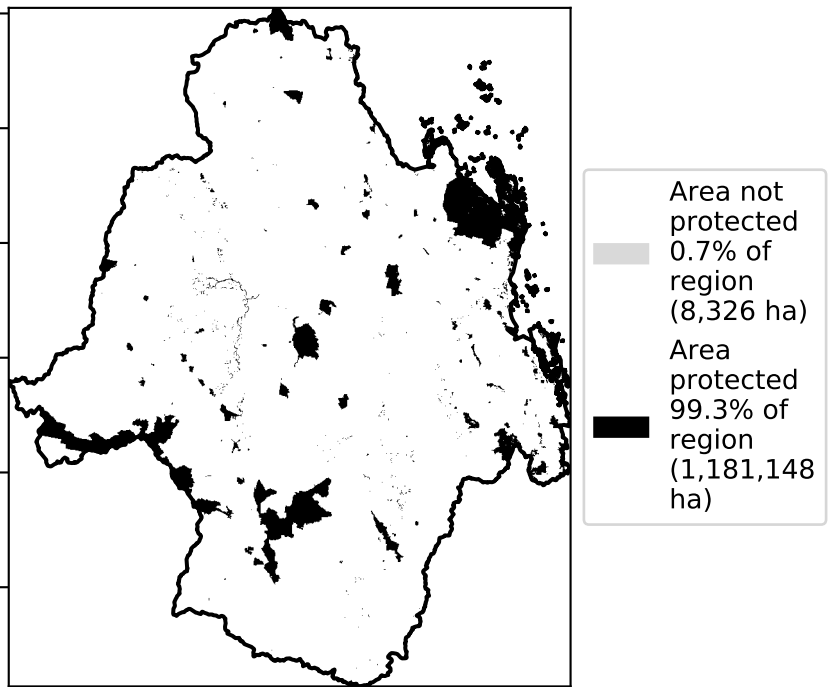 Area not
protected
0.7% of
region
(8,326 ha)
Area
protected
99.3% of
region
(1,181,148
ha)